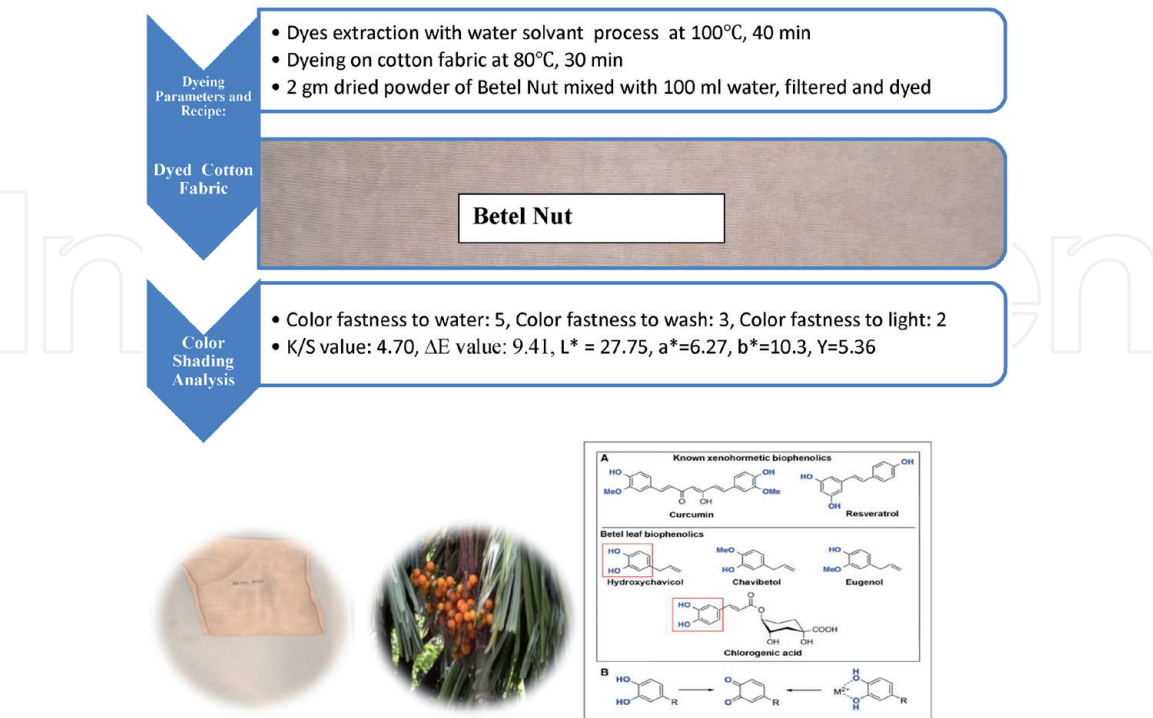 Dyeing
Parameters and
Recipe:
• Dyes extraction with water solvant process at 100℃, 40 min
• Dyeing on cotton fabric at 80℃, 30 min
• 2 gm dried powder of Betel Nut mixed with 100 ml water, filtered and dyed
Dyed Cotton
Fabric
Betel Nut
Color
Shading
Analysis
• Color fastness to water: 5, Color fastness to wash: 3, Color fastness to light: 2
• K/S value: 4.70, ΔE value: 9.41, L* = 27.75, a*=6.27, b*=10.3, Y=5.36
BETEL NUT
A Known xenohormetic biophenolics
HO OH OH
MeO OMe HO
O OH OH
Curcumin Resveratrol
Betel leaf biophenolics
HO MeO HO
HO HO MeO
Hydroxychavicol Chavibetol Eugenol
O
HO O
HO COOH
OH OH
Chlorogenic acid
B
HO O H O
HO R O R M²⁺ O H R